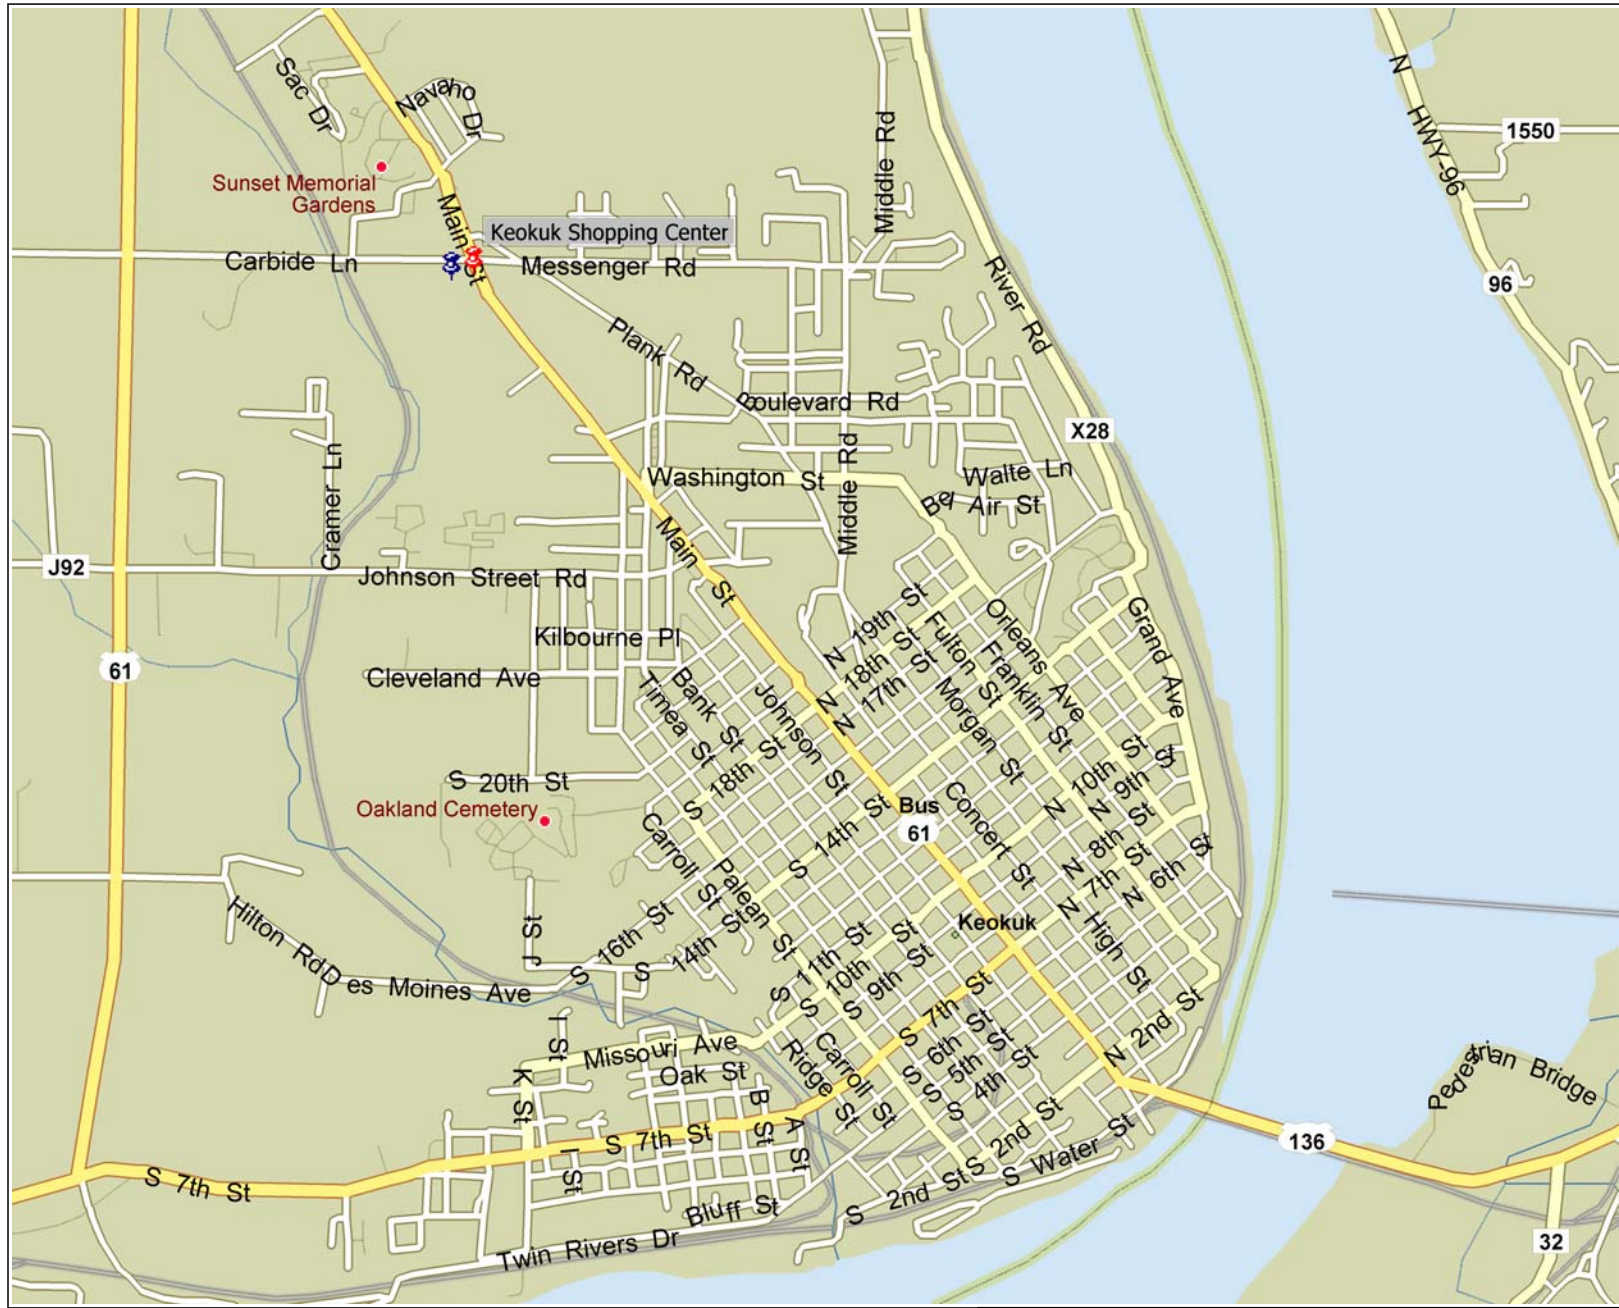 Sac Dr
Navaho Dr
Middle Rd
N HWY-96
1550
Sunset Memorial
Gardens
Main St
Keokuk Shopping Center
Carbide Ln
Messenger Rd
River Rd
96
Plank Rd
Boulevard Rd
X28
Cramer Ln
Washington St
Middle Rd
Walte Ln
Bel Air St
Main St
J92
Johnson Street Rd
Kilbourne Pl
61
Cleveland Ave
Timea St
Bank St
Johnson St
N 19th St
N 18th St
N 17th St
Fulton St
Morgan St
Franklin St
Orleans Ave
Grand Ave
S 20th St
S 18th St
Oakland Cemetery
Carroll St
Palean St
S 14th St
Bus
61
Concert St
N 10th St
N 9th St
N 8th St
N 7th St
N 6th St
High St
Keokuk
Hilton Rd
Des Moines Ave
J St
S 16th St
S 14th St
S 11th St
S 10th St
S 9th St
S 7th St
S 6th St
S 5th St
S 4th St
N 2nd St
I St
Missouri Ave
Oak St
K St
B St
A St
Ridge St
Carroll St
S 7th St
S 7th St
I St
Bluff St
Twin Rivers Dr
S 2nd St
S 2nd St
S Water St
136
Pedestrian Bridge
32